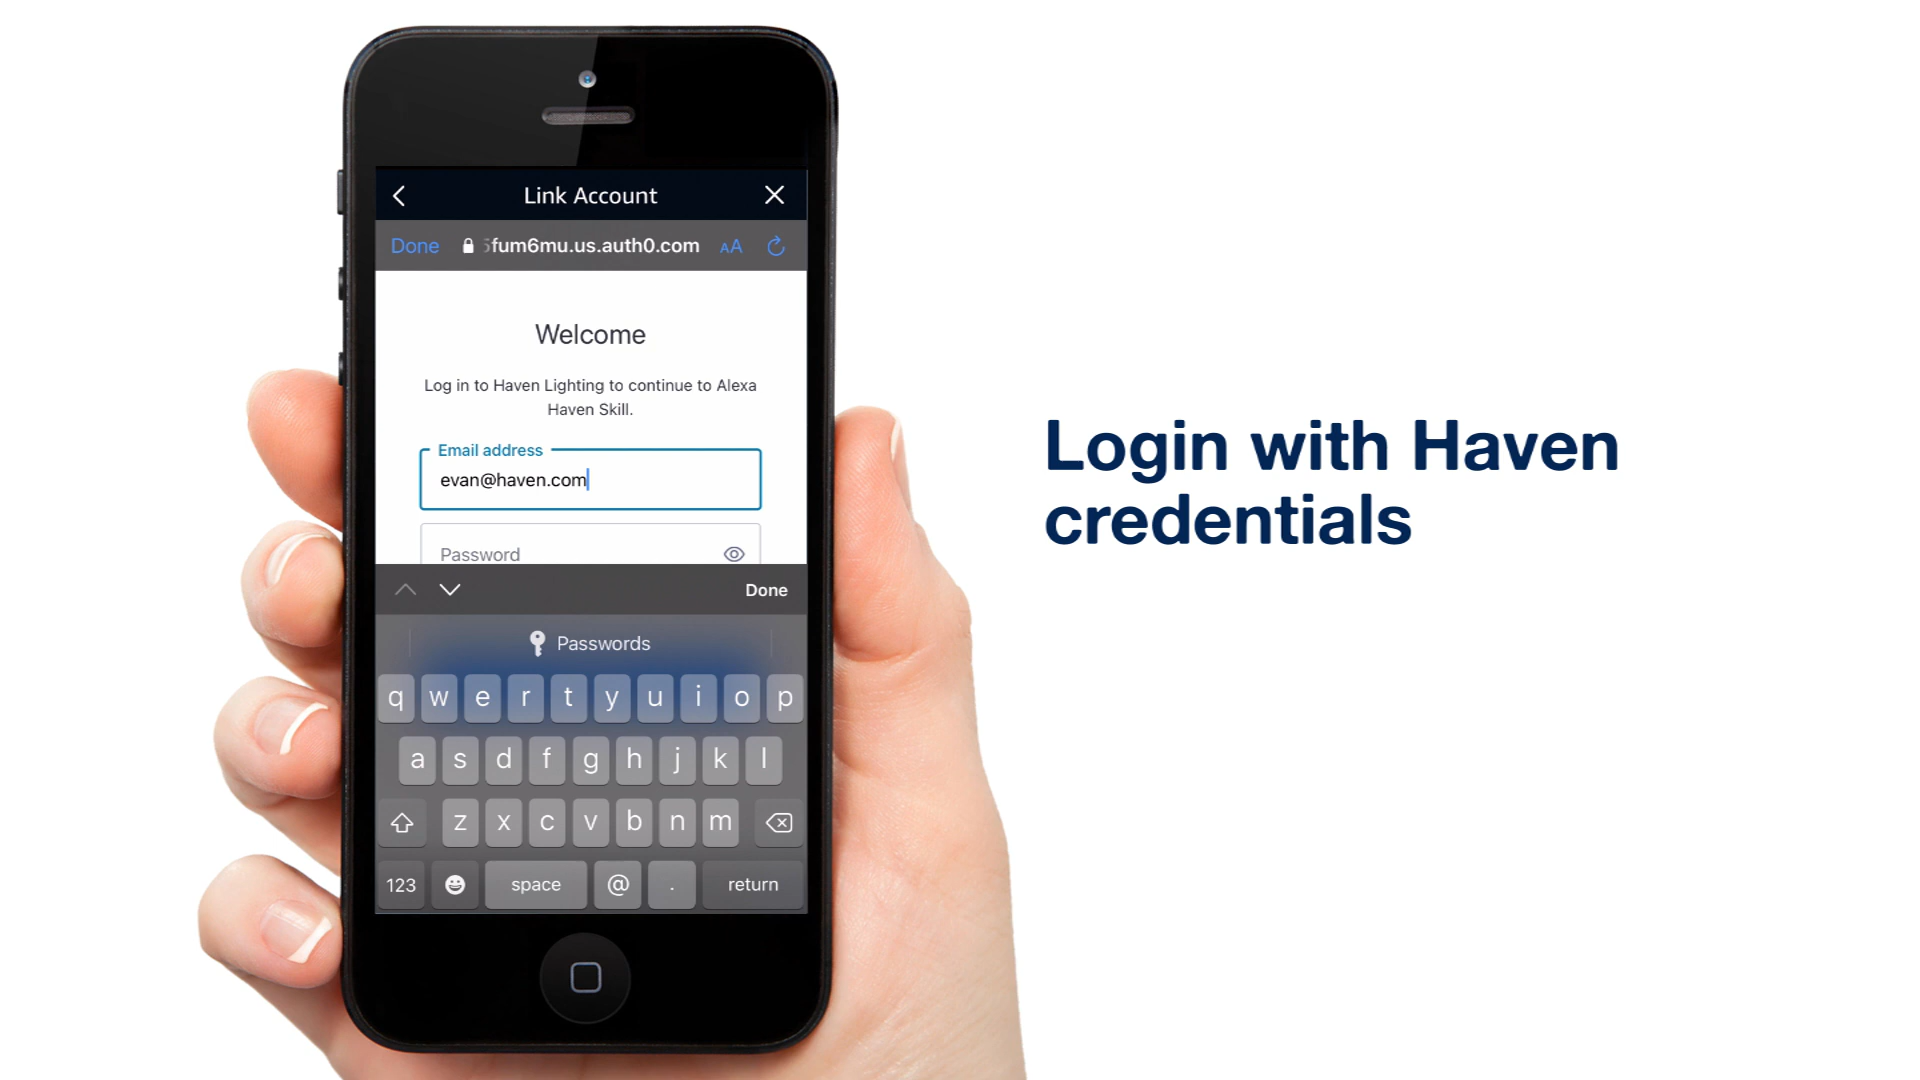 Link Account
Done
fum6mu.us.auth0.com
AA
Welcome
Log in to Haven Lighting to continue to Alexa
Haven Skill.
Email address
evan@haven.com
Password
Done
Passwords
q w e r t y u i o p
a s d f g h j k l
z x c v b n m
123 space @ . return
Login with Haven
credentials